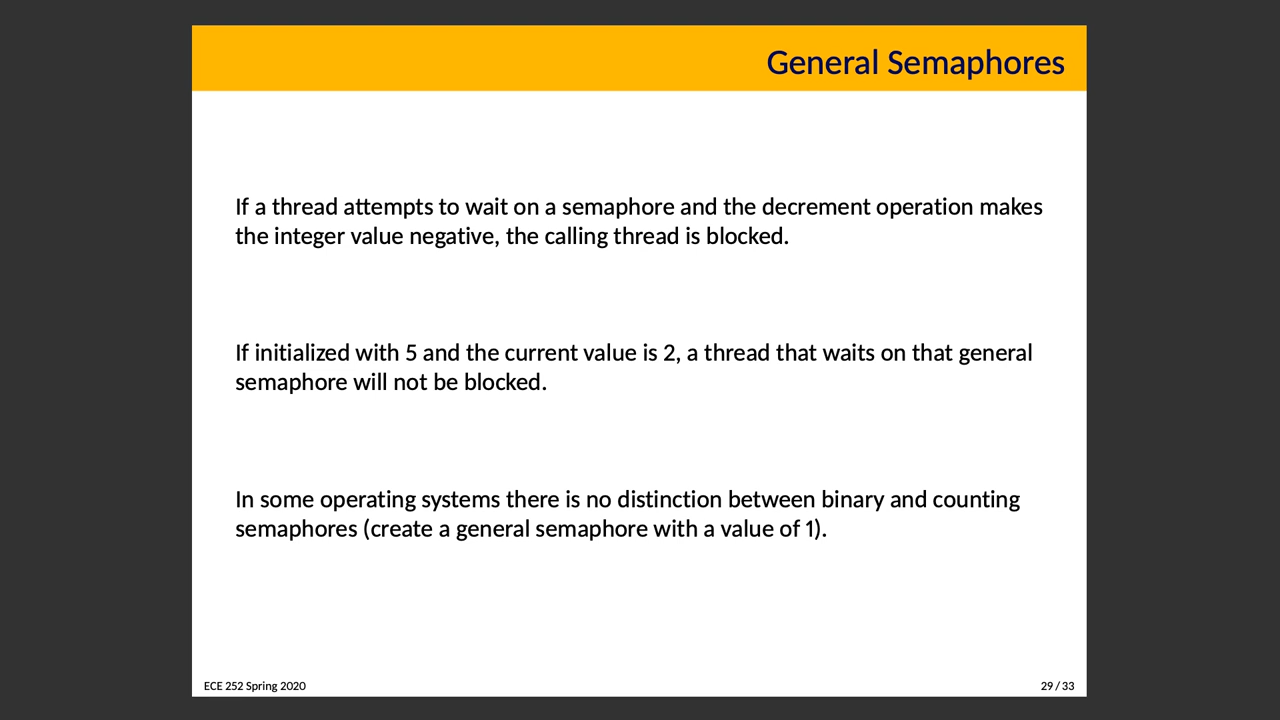 General Semaphores
If a thread attempts to wait on a semaphore and the decrement operation makes
the integer value negative, the calling thread is blocked.
If initialized with 5 and the current value is 2, a thread that waits on that general
semaphore will not be blocked.
In some operating systems there is no distinction between binary and counting
semaphores (create a general semaphore with a value of 1).
ECE 252 Spring 2020
29 / 33